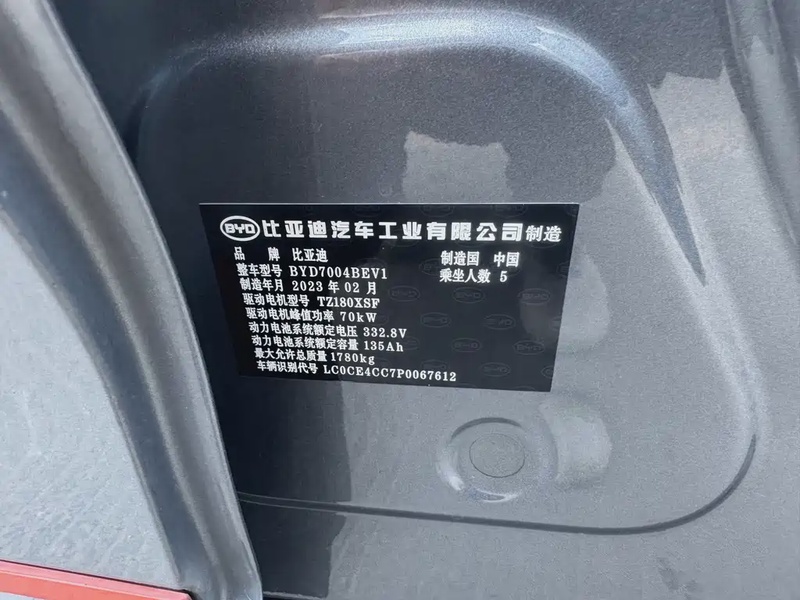 BYD 比亚迪汽车工业有限公司制造
品 牌 比亚迪 制造国 中国
整车型号 BYD7004BEV1 乘坐人数 5
制造年月 2023 年 02 月
驱动电机型号 TZ180XSF
驱动电机峰值功率 70kW
动力电池系统额定电压 332.8V
动力电池系统额定容量 135Ah
最大允许总质量 1780kg
车辆识别代号 LC0CE4CC7P0067612